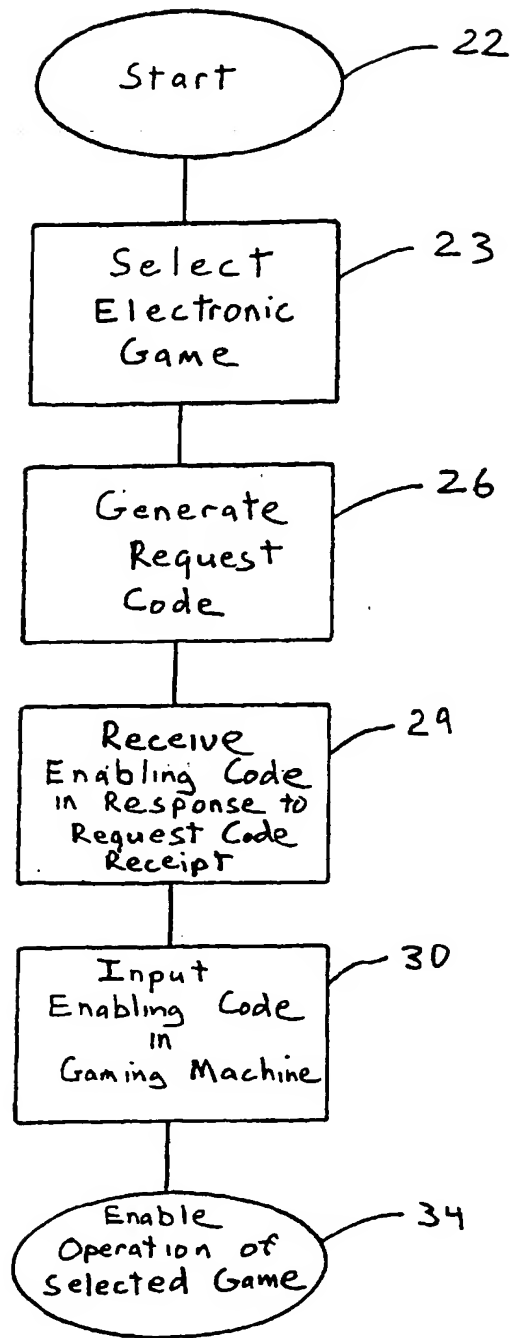 Start
22
Select
Electronic
Game
23
Generate
Request
Code
26
Receive
Enabling Code
in Response to
Request Code
Receipt
29
Input
Enabling Code
in
Gaming Machine
30
Enable
Operation of
Selected Game
34